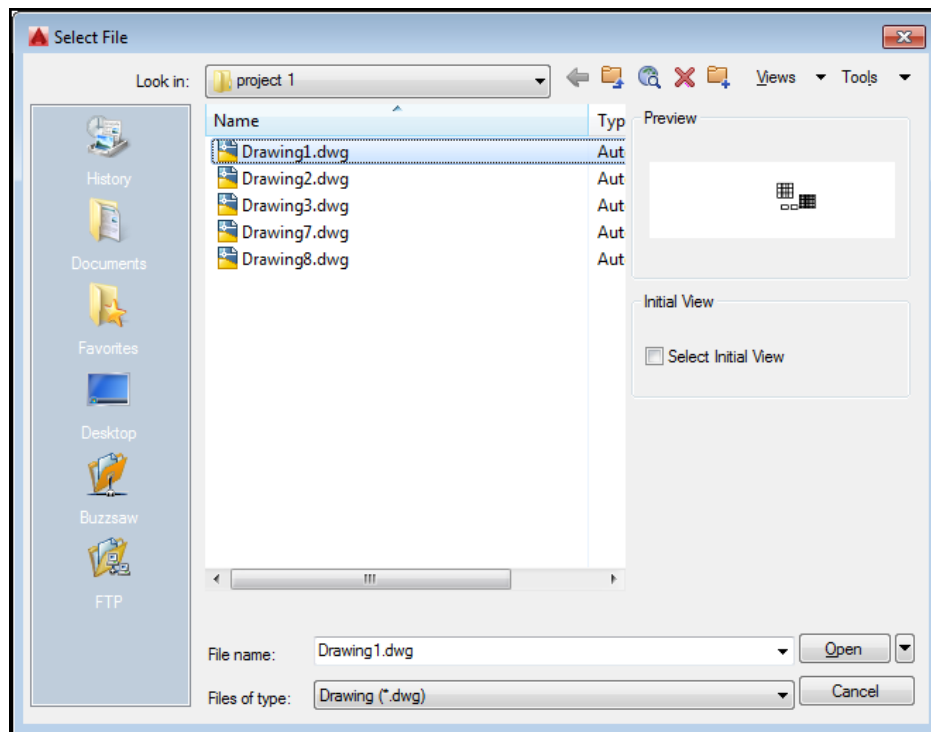 Select File
Look in: project 1 Views Tools
Name Typ
Drawing1.dwg Aut
Drawing2.dwg Aut
Drawing3.dwg Aut
Drawing7.dwg Aut
Drawing8.dwg Aut
History
Documents
Favorites
Desktop
Buzzsaw
FTP
Preview
Initial View
Select Initial View
File name: Drawing1.dwg Open
Files of type: Drawing (*.dwg) Cancel